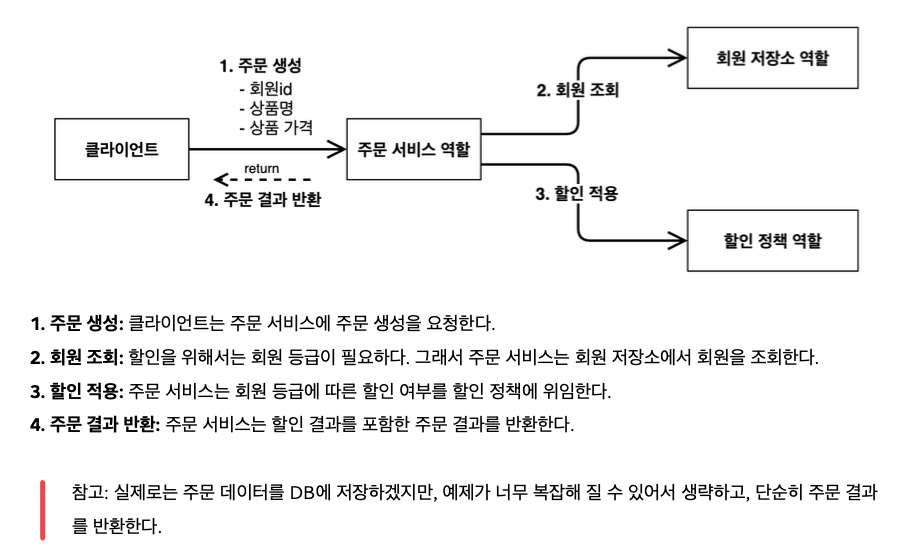 회원 저장소 역할
1. 주문 생성
- 회원id
- 상품명
- 상품 가격
2. 회원 조회
클라이언트
주문 서비스 역할
return
4. 주문 결과 반환
3. 할인 적용
할인 정책 역할
1. 주문 생성: 클라이언트는 주문 서비스에 주문 생성을 요청한다.
2. 회원 조회: 할인을 위해서는 회원 등급이 필요하다. 그래서 주문 서비스는 회원 저장소에서 회원을 조회한다.
3. 할인 적용: 주문 서비스는 회원 등급에 따른 할인 여부를 할인 정책에 위임한다.
4. 주문 결과 반환: 주문 서비스는 할인 결과를 포함한 주문 결과를 반환한다.
참고: 실제로는 주문 데이터를 DB에 저장하겠지만, 예제가 너무 복잡해 질 수 있어서 생략하고, 단순히 주문 결과
를 반환한다.